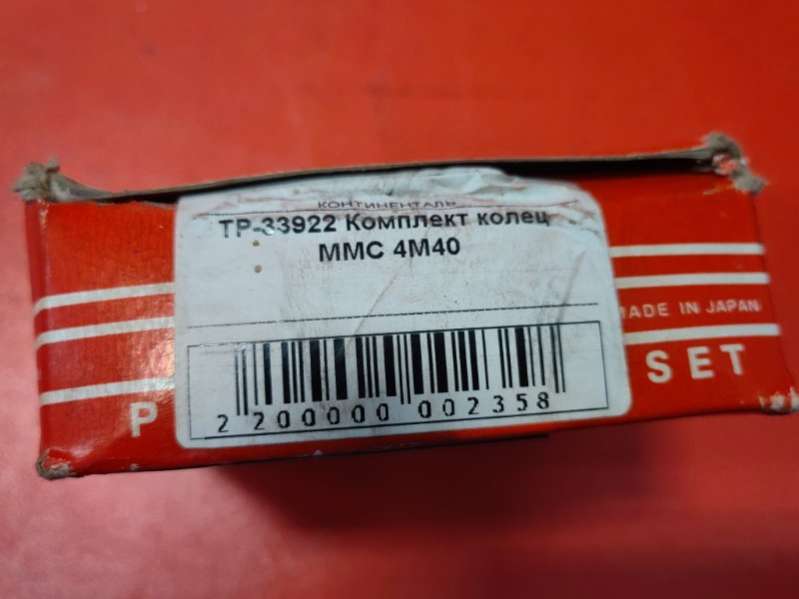 КОНТИНЕНТАЛЬ
TP-33922 Комплект колец
MMC 4M40
MADE IN JAPAN
P
SET
2 200000 002358